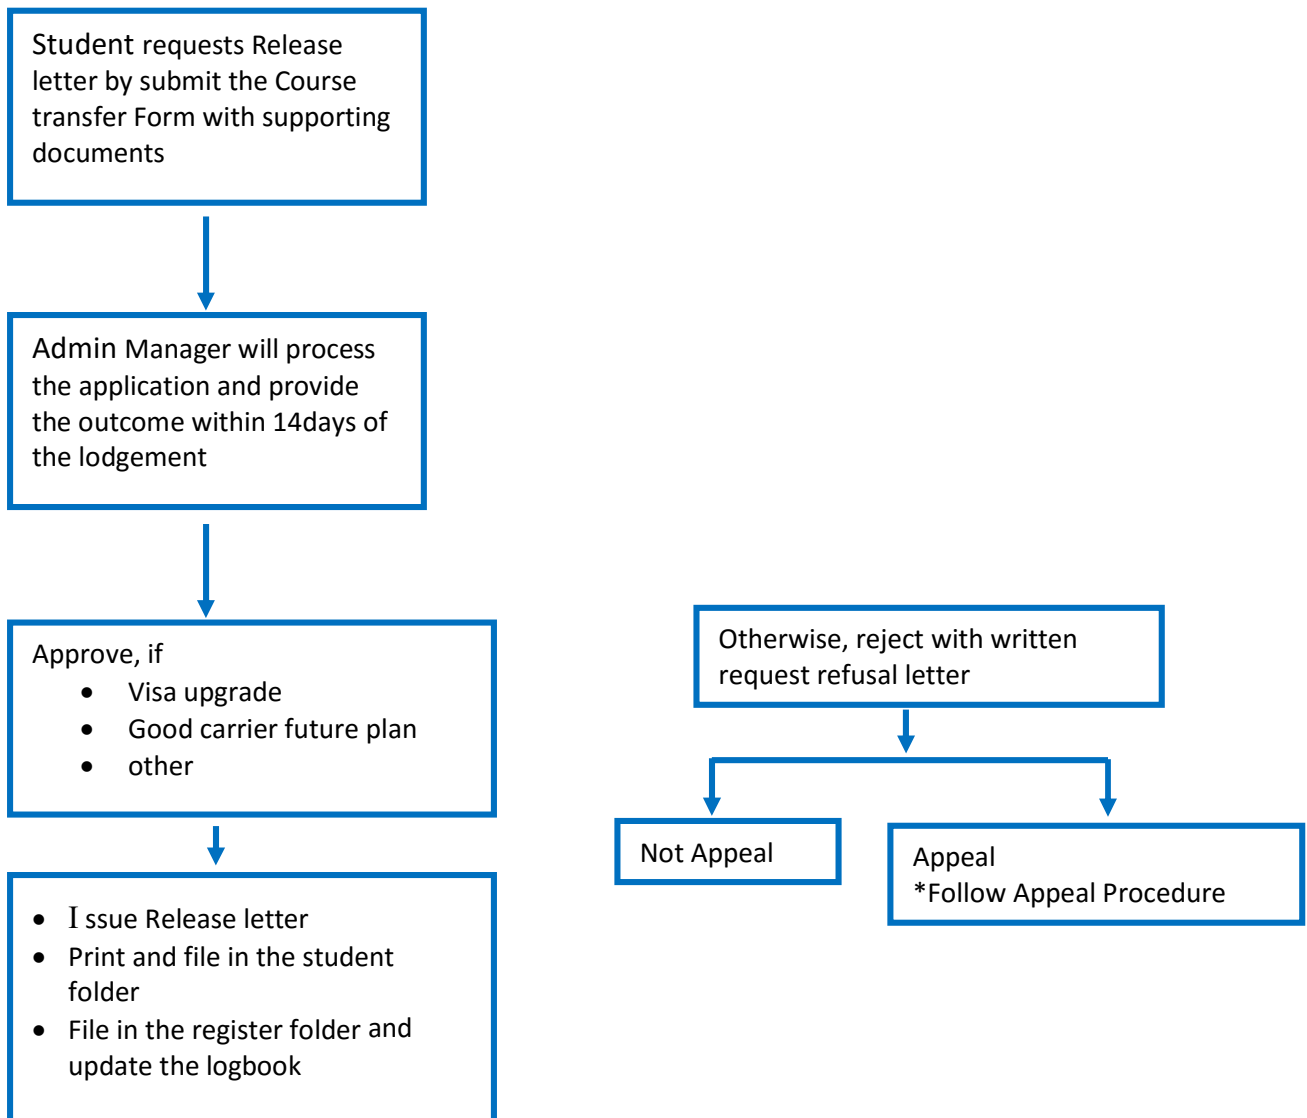 Student requests Release
letter by submit the Course
transfer Form with supporting
documents
Admin Manager will process
the application and provide
the outcome within 14days of
the lodgement
Approve, if
• Visa upgrade
• Good carrier future plan
• other
Otherwise, reject with written
request refusal letter
Not Appeal
Appeal
*Follow Appeal Procedure
• I ssue Release letter
• Print and file in the student
folder
• File in the register folder and
update the logbook